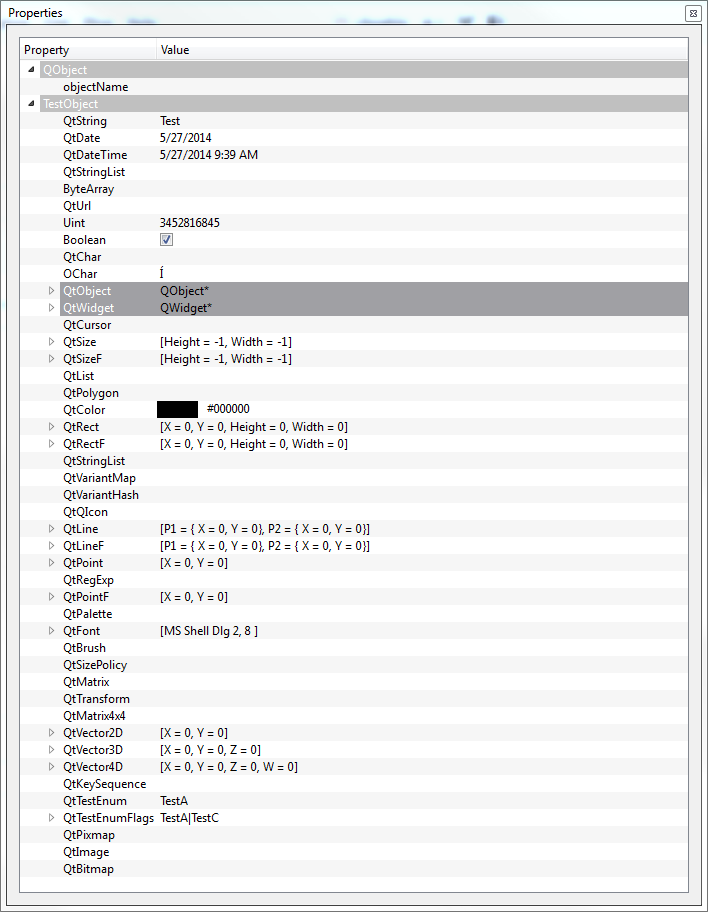 Properties
Property Value
QObject
objectName
TestObject
QtString Test
QtDate 5/27/2014
QtDateTime 5/27/2014 9:39 AM
QtStringList
ByteArray
QtUrl
Uint 3452816845
Boolean
QtChar
OChar Í
QtObject QObject*
QtWidget QWidget*
QtCursor
QtSize [Height = -1, Width = -1]
QtSizeF [Height = -1, Width = -1]
QtList
QtPolygon
QtColor #000000
QtRect [X = 0, Y = 0, Height = 0, Width = 0]
QtRectF [X = 0, Y = 0, Height = 0, Width = 0]
QtStringList
QtVariantMap
QtVariantHash
QtQIcon
QtLine [P1 = { X = 0, Y = 0}, P2 = { X = 0, Y = 0}]
QtLineF [P1 = { X = 0, Y = 0}, P2 = { X = 0, Y = 0}]
QtPoint [X = 0, Y = 0]
QtRegExp
QtPointF [X = 0, Y = 0]
QtPalette
QtFont [MS Shell Dlg 2, 8 ]
QtBrush
QtSizePolicy
QtMatrix
QtTransform
QtMatrix4x4
QtVector2D [X = 0, Y = 0]
QtVector3D [X = 0, Y = 0, Z = 0]
QtVector4D [X = 0, Y = 0, Z = 0, W = 0]
QtKeySequence
QtTestEnum TestA
QtTestEnumFlags TestA|TestC
QtPixmap
QtImage
QtBitmap